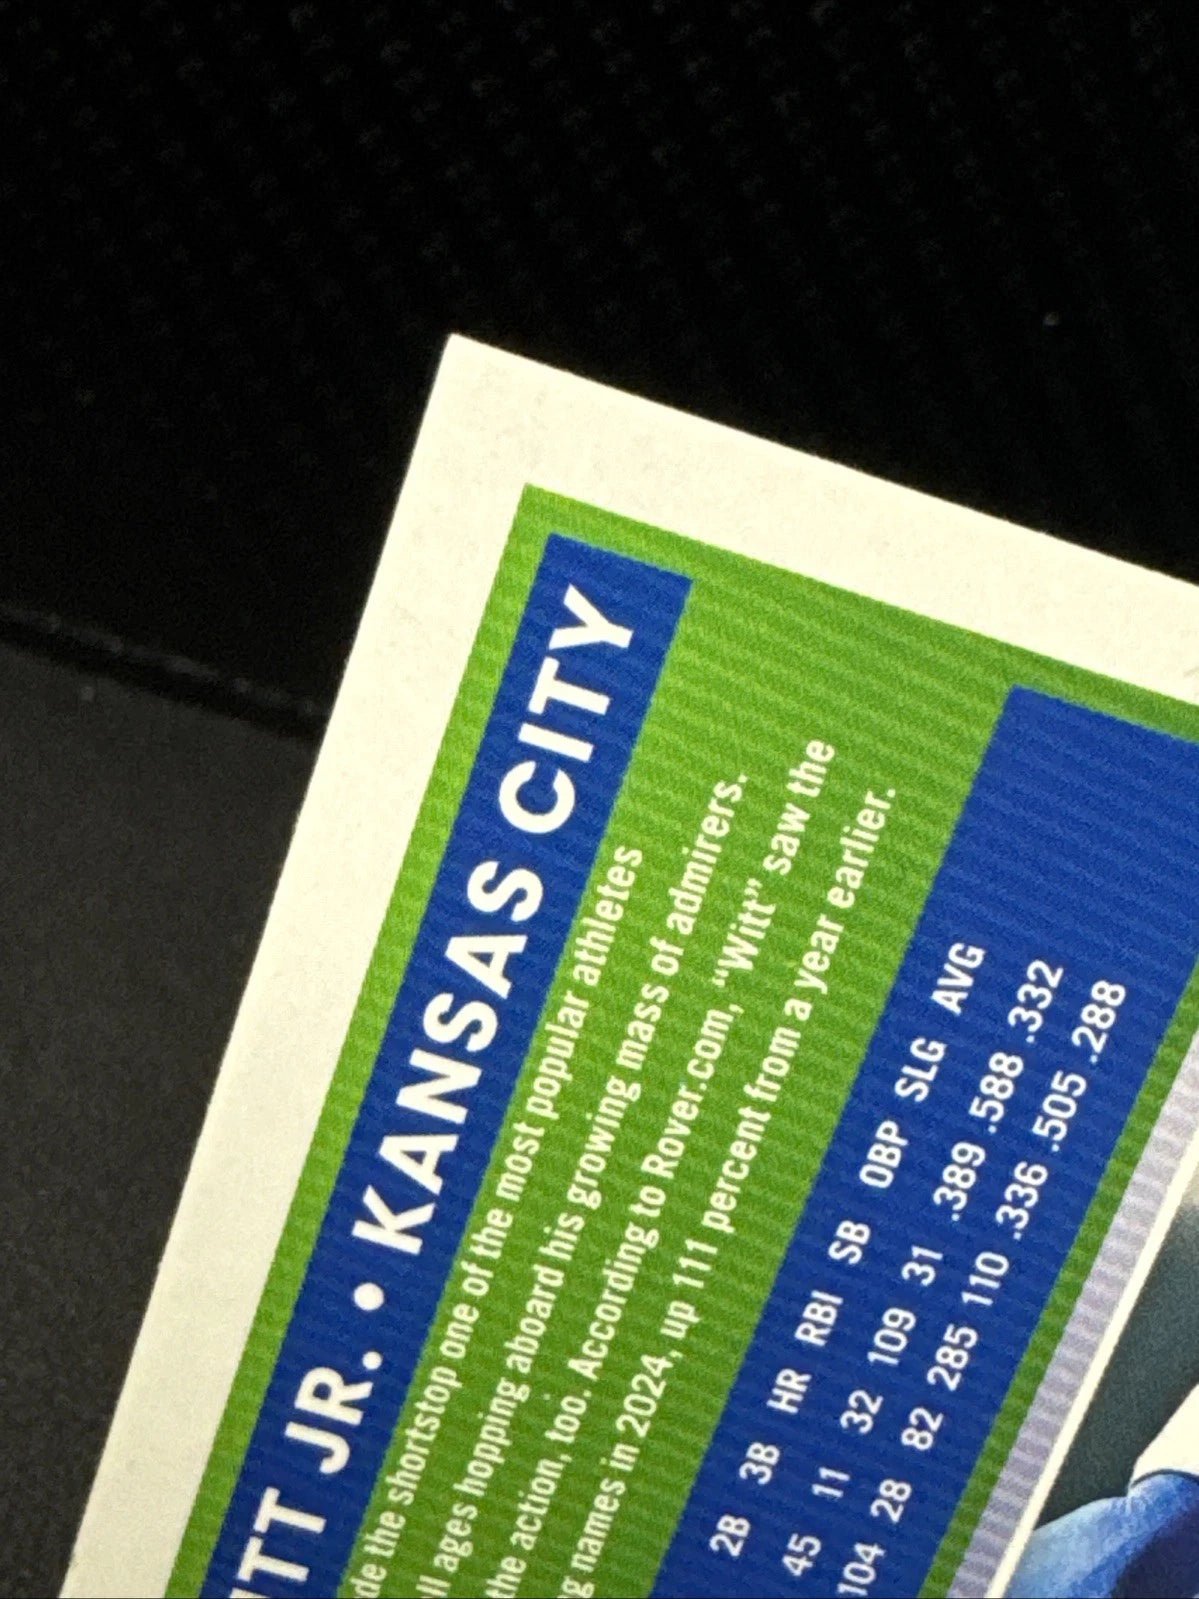 ITT JR. • KANSAS CITY
de the shortstop one of the most popular athletes
ll ages hopping aboard his growing mass of admirers.
the action, too. According to Rover.com, “Witt” saw the
g names in 2024, up 111 percent from a year earlier.
2B 3B HR RBI SB OBP SLG AVG
45 11 32 109 31 .389 .588 .332
104 28 82 285 110 .336 .505 .288